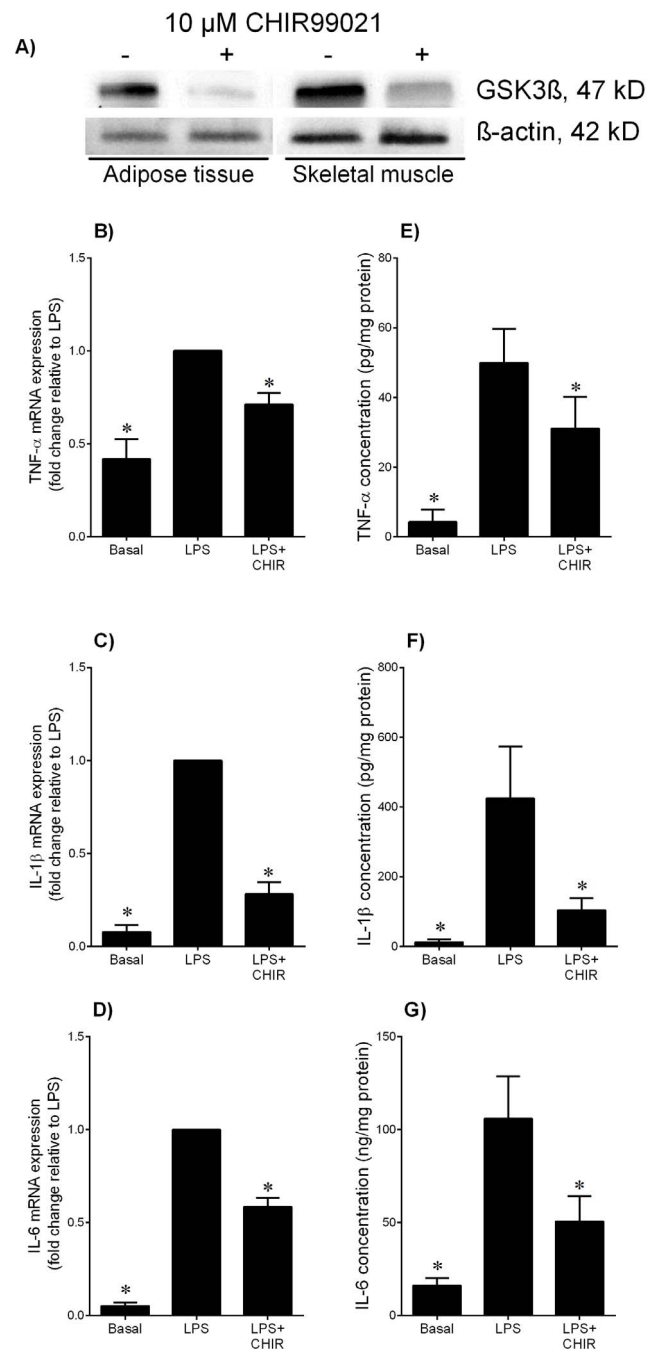 10 µM CHIR99021
A)
- + - +
GSK3ß, 47 kD
ß-actin, 42 kD
Adipose tissue Skeletal muscle
B)
TNF-α mRNA expression
(fold change relative to LPS)
1.5
1.0
0.5
0.0
*
*
Basal LPS LPS+
CHIR
E)
TNF-α concentration (pg/mg protein)
80
60
40
20
0
*
*
Basal LPS LPS+
CHIR
C)
IL-1β mRNA expression
(fold change relative to LPS)
1.5
1.0
0.5
0.0
*
*
Basal LPS LPS+
CHIR
F)
IL-1β concentration (pg/mg protein)
800
600
400
200
0
*
*
Basal LPS LPS+
CHIR
D)
IL-6 mRNA expression
(fold change relative to LPS)
1.5
1.0
0.5
0.0
*
*
Basal LPS LPS+
CHIR
G)
IL-6 concentration (ng/mg protein)
150
100
50
0
*
*
Basal LPS LPS+
CHIR